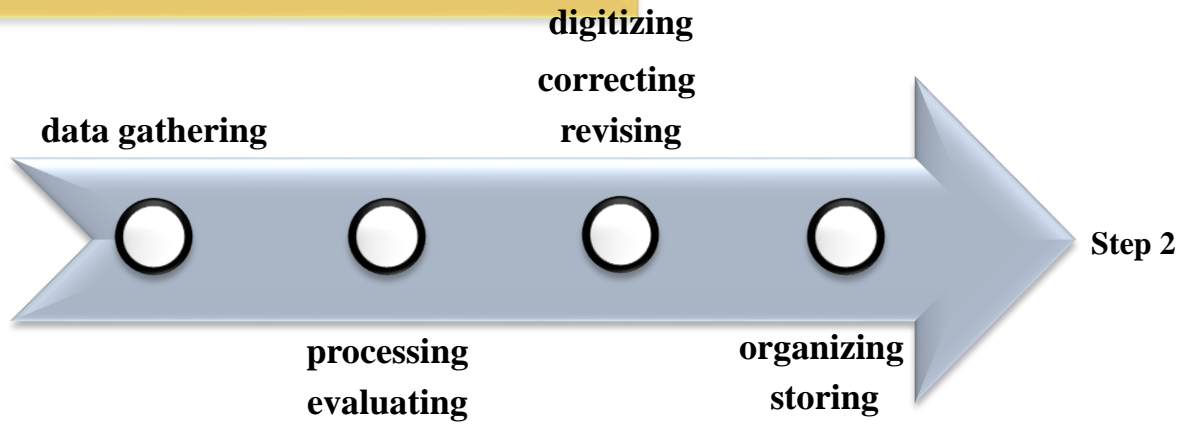 data gathering
processing
evaluating
digitizing
correcting
revising
organizing
storing
Step 2